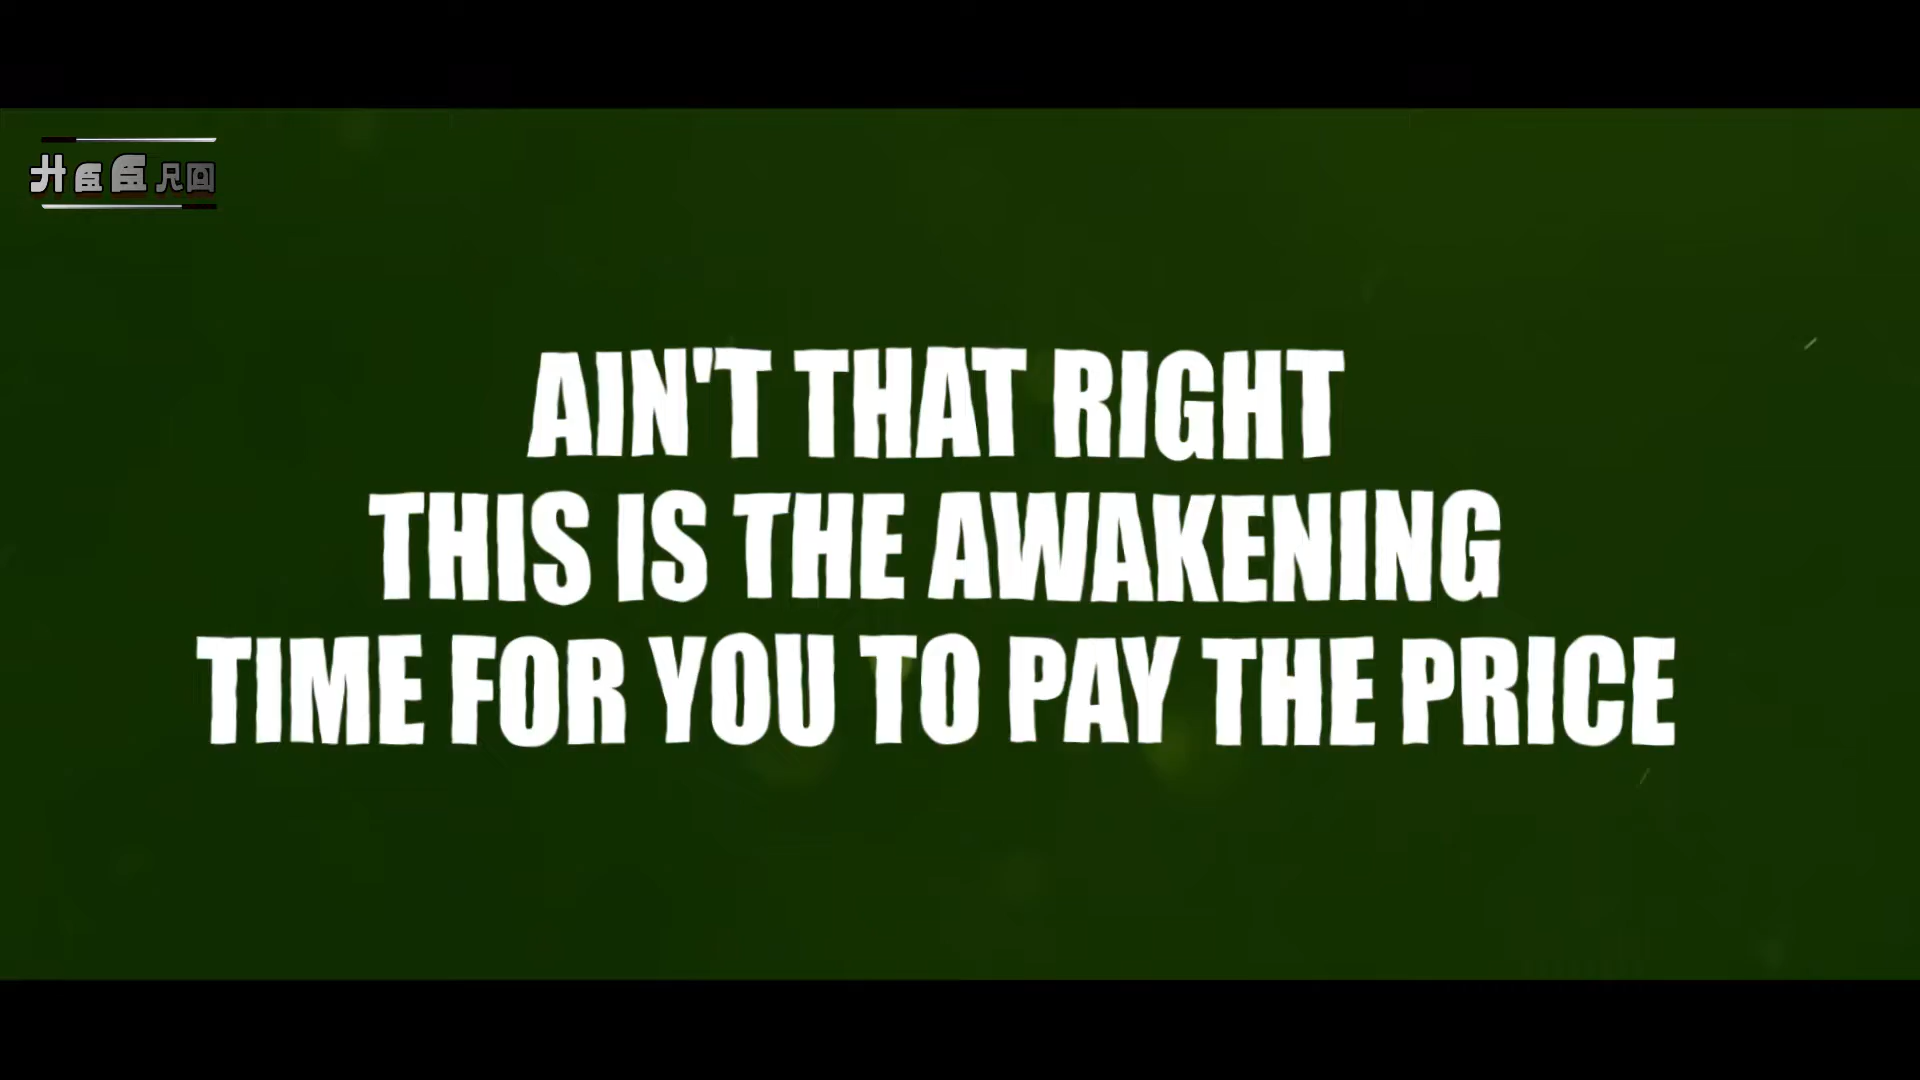 AIN'T THAT RIGHT
THIS IS THE AWAKENING
TIME FOR YOU TO PAY THE PRICE